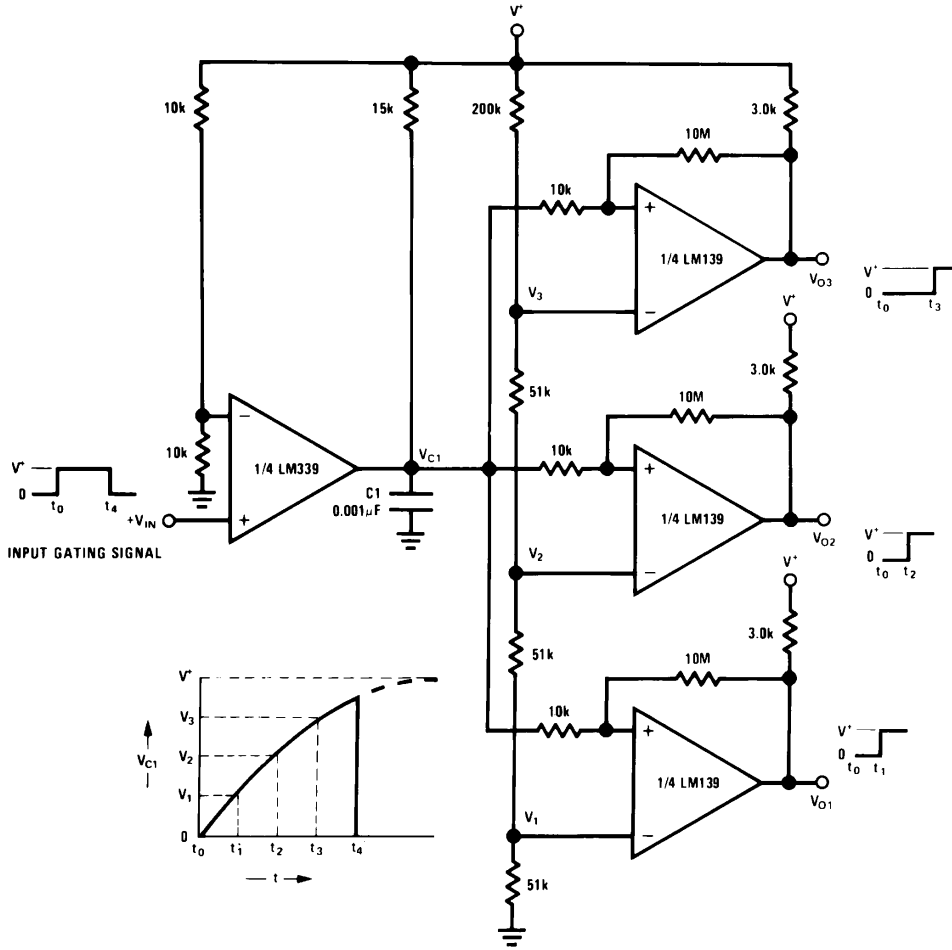 V+
10k
15k
200k
3.0k
10M
10k
+
1/4 LM139
−
VO3
V3
V+
0
t0 t3
V+
3.0k
51k
10M
10k
+
1/4 LM139
−
VO2
V2
V+
0
t0 t2
−
1/4 LM339
+
10k
VC1
C1
0.001µF
V+
0
t0 t4
+VIN
INPUT GATING SIGNAL
V+
3.0k
51k
10M
10k
+
1/4 LM139
−
VO1
V1
V+
0
t0 t1
51k
V+
V3
VC1
V2
V1
0
t0 t1 t2 t3 t4
t